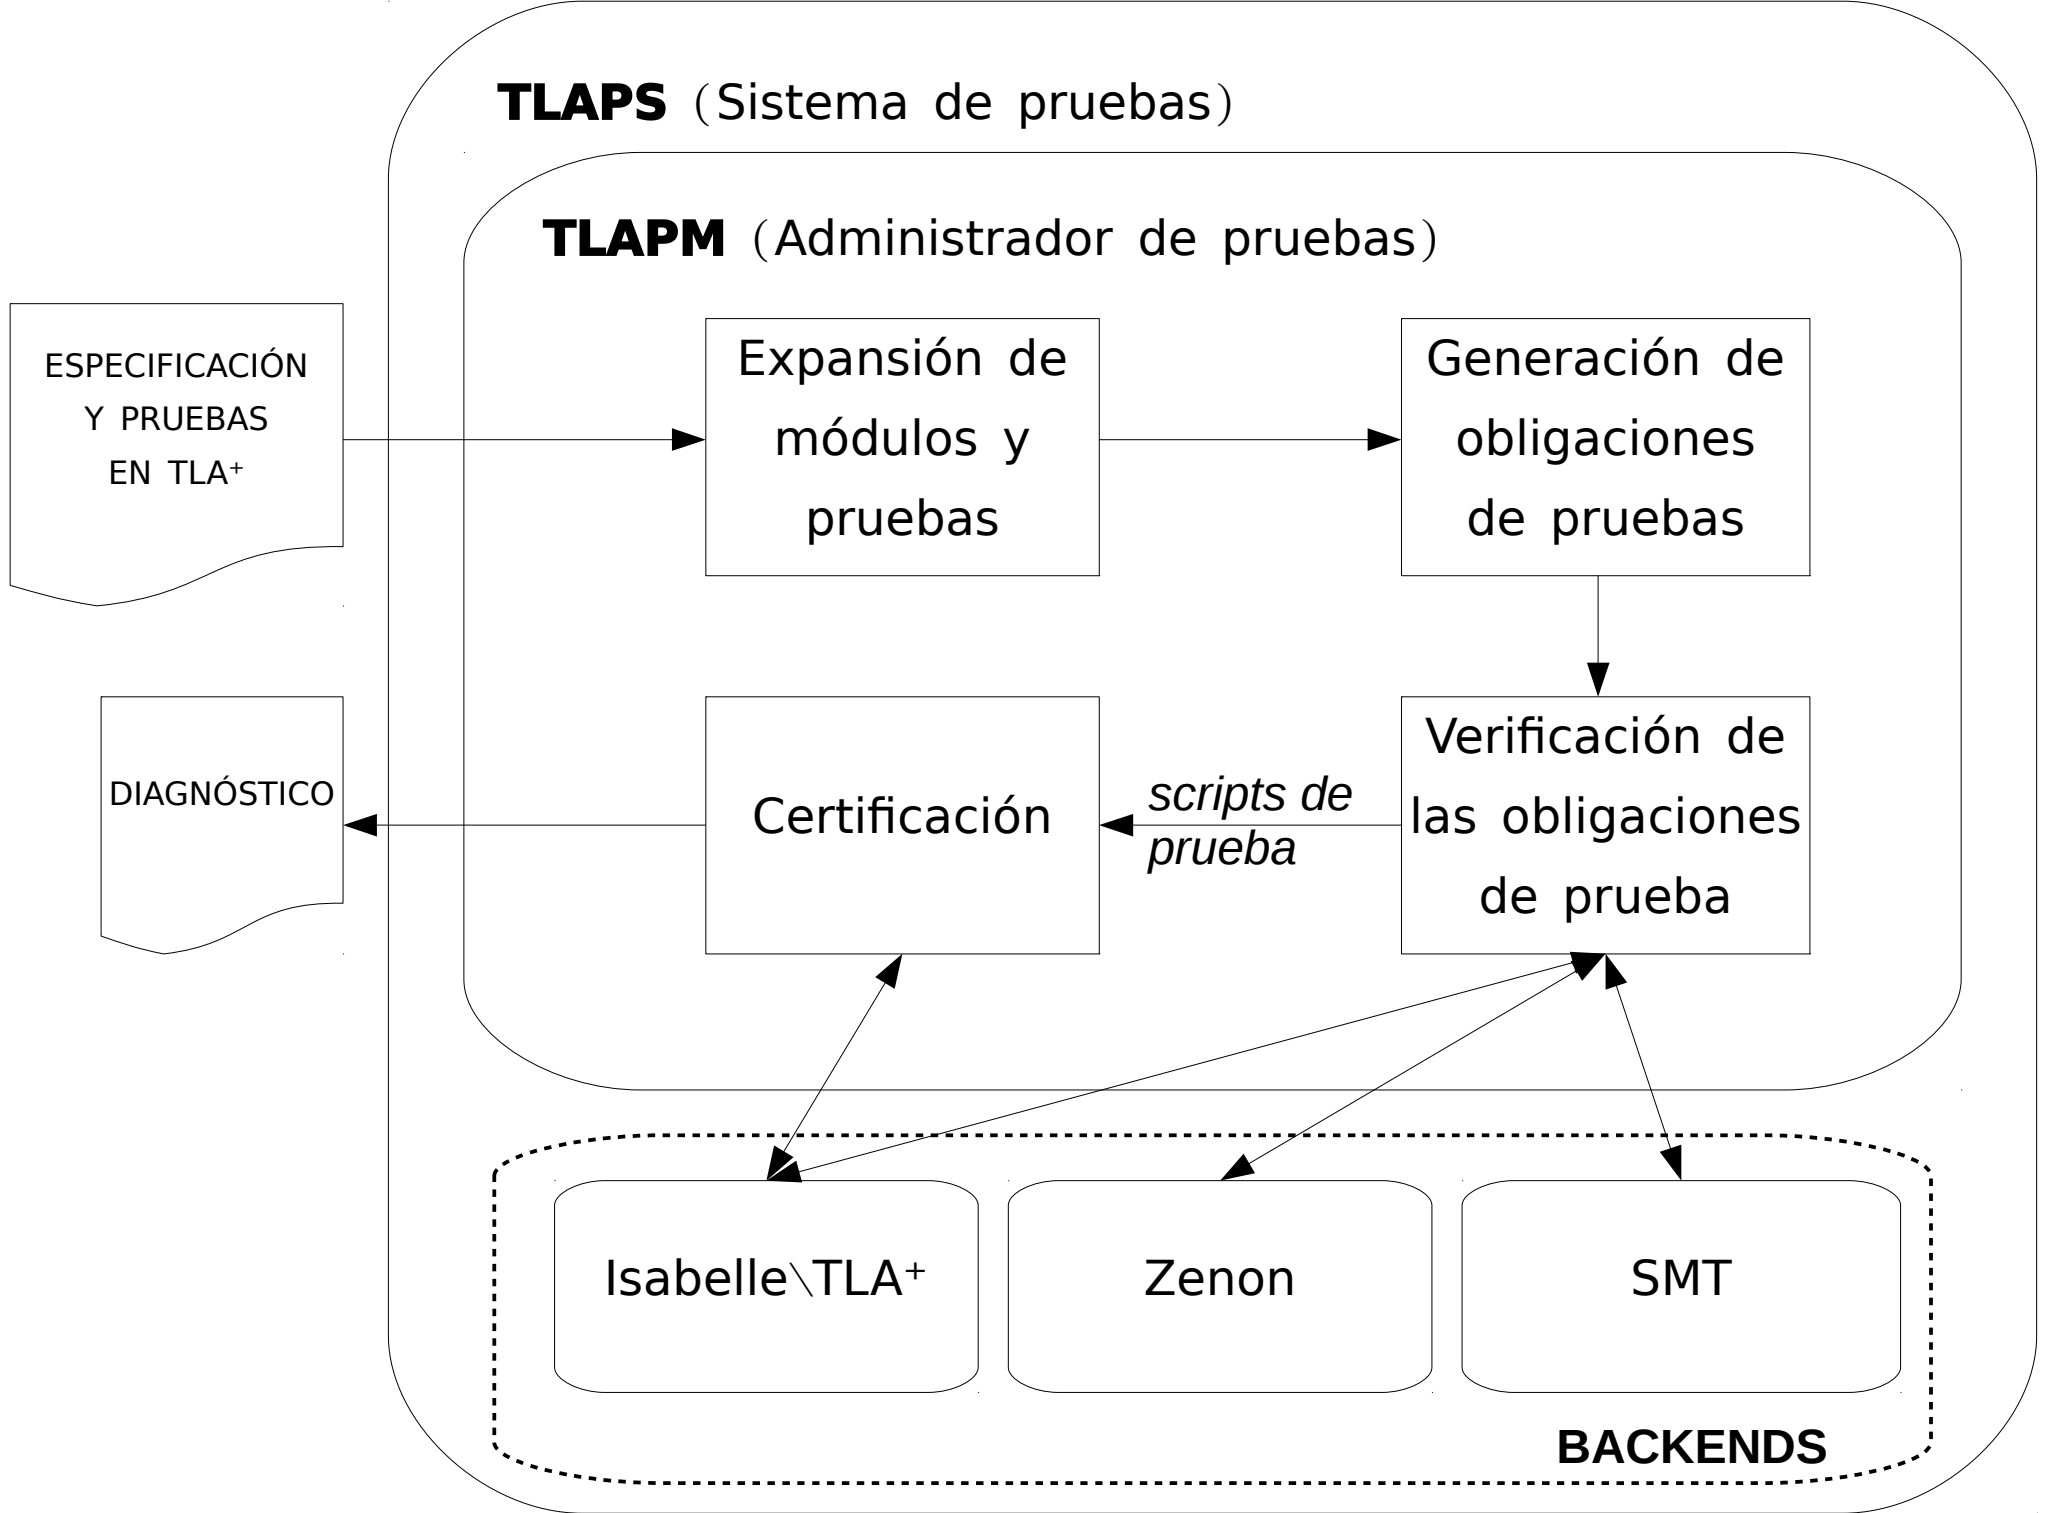 TLAPS (Sistema de pruebas)
TLAPM (Administrador de pruebas)
ESPECIFICACIÓN
Y PRUEBAS
EN TLA⁺
Expansión de
módulos y
pruebas
Generación de
obligaciones
de pruebas
DIAGNÓSTICO
Certificación
scripts de
prueba
Verificación de
las obligaciones
de prueba
Isabelle\TLA⁺
Zenon
SMT
BACKENDS